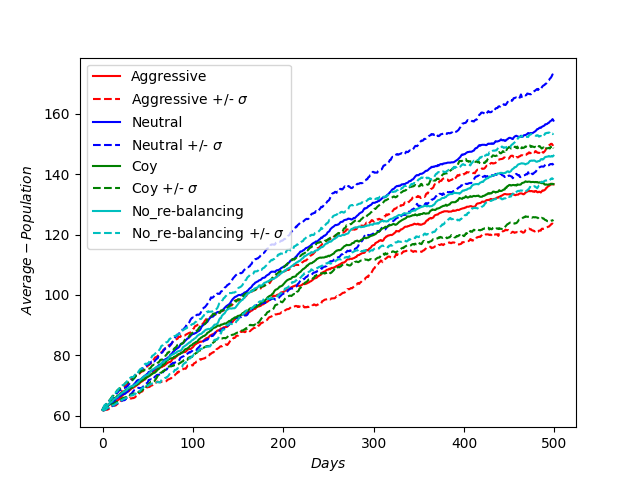 Aggressive
Aggressive +/- σ
Neutral
Neutral +/- σ
Coy
Coy +/- σ
No_re-balancing
No_re-balancing +/- σ
Average − Population
160
140
120
100
80
60
0 100 200 300 400 500
Days